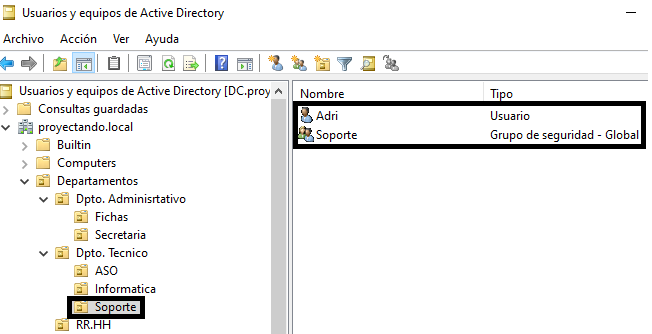 Usuarios y equipos de Active Directory
Archivo Acción Ver Ayuda
Usuarios y equipos de Active Directory [DC.proy
Consultas guardadas
proyectando.local
Builtin
Computers
Departamentos
Dpto. Adminisrtativo
Fichas
Secretaria
Dpto. Tecnico
ASO
Informatica
Soporte
RR.HH
Nombre Tipo
Adri Usuario
Soporte Grupo de seguridad - Global